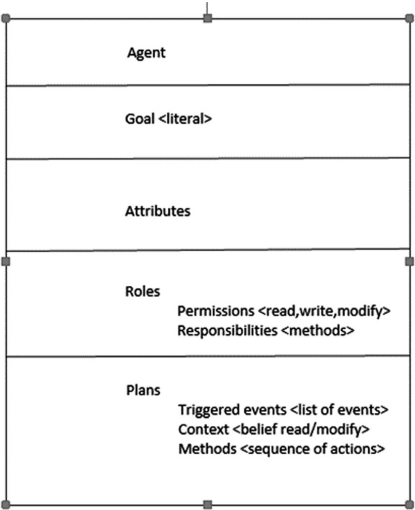 Agent
Goal <literal>
Attributes
Roles
Permissions <read,write,modify>
Responsibilities <methods>
Plans
Triggered events <list of events>
Context <belief read/modify>
Methods <sequence of actions>